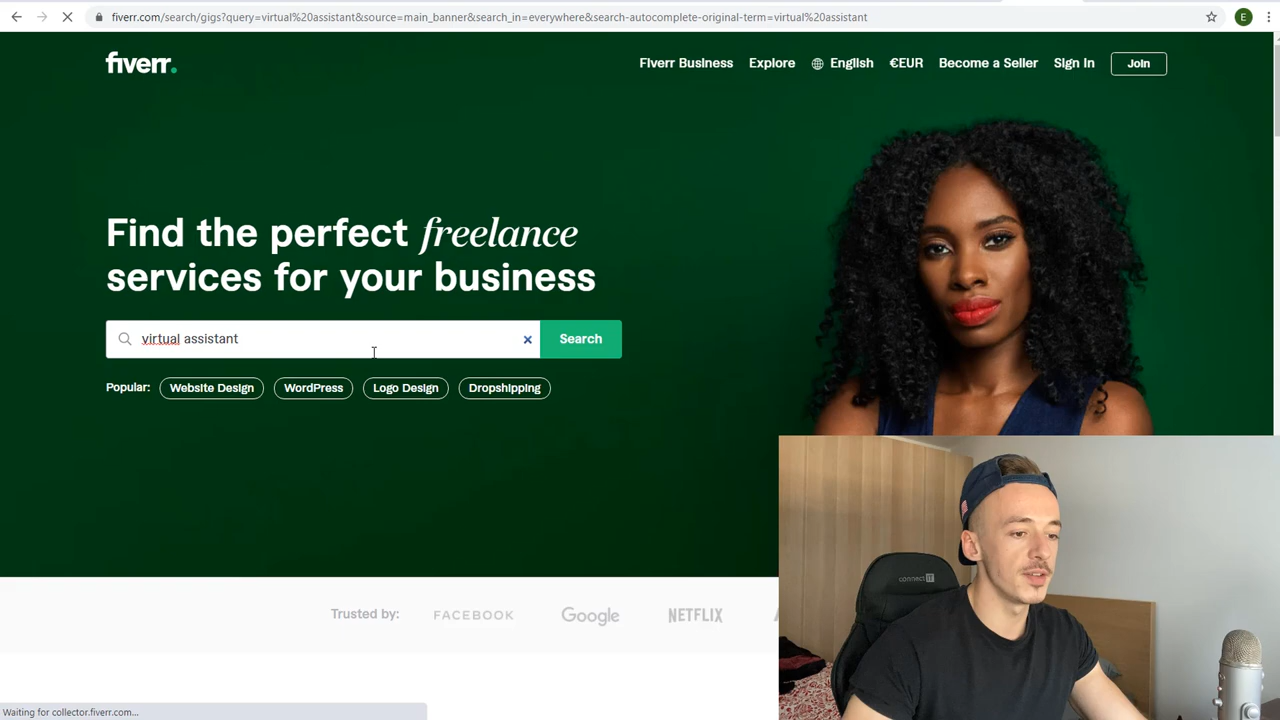 fiverr.com/search/gigs?query=virtual%20assistant&source=main_banner&search_in=everywhere&search-autocomplete-original-term=virtual%20assistant
E
fiverr.
Fiverr Business
Explore
English
€EUR
Become a Seller
Sign In
Join
Find the perfect freelance
services for your business
virtual assistant
Search
Popular:
Website Design
WordPress
Logo Design
Dropshipping
Trusted by:
FACEBOOK
Google
NETFLIX
connect IT
Waiting for collector.fiverr.com...